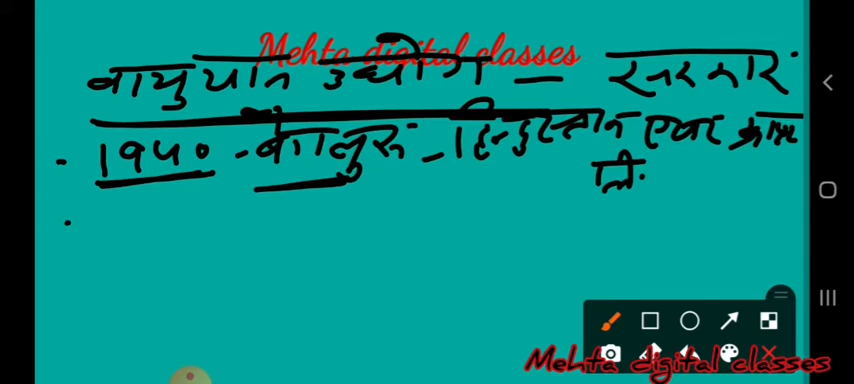 Mehta digital classes
वायुयान उद्योग – सरकार
1940 - बेंगलुरु - हिन्दुस्तान एयर क्राफ्ट
लि.
Mehta digital classes